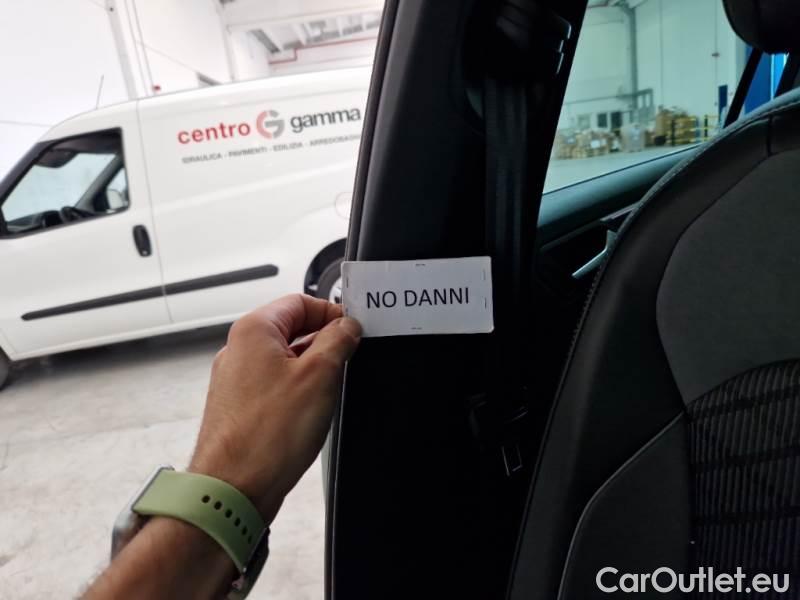 centro G gamma
IDRAULICA - PAVIMENTI - EDILIZIA - ARREDOBAGNO
NO DANNI
CarOutlet.eu